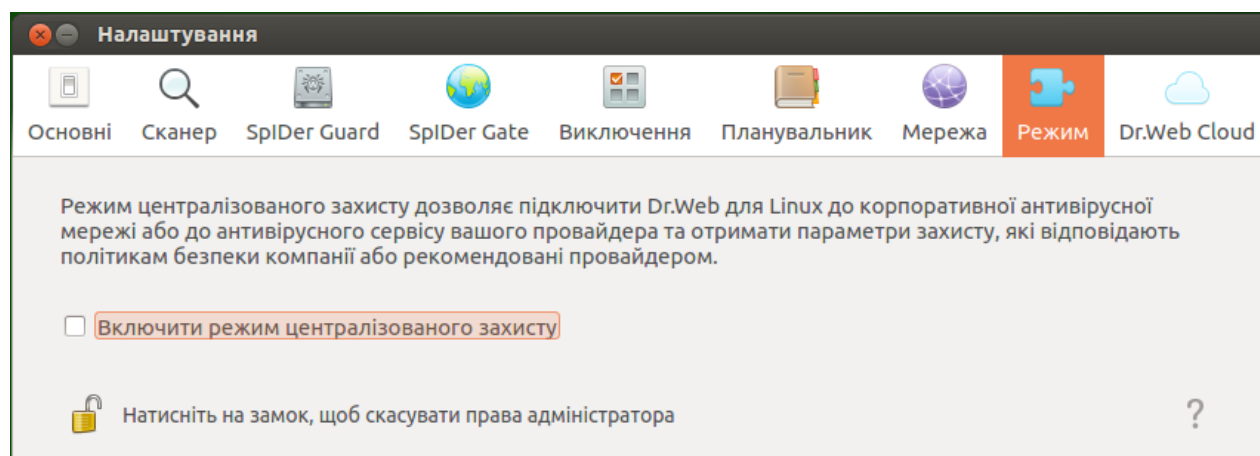 Налаштування
Основні Сканер SpIDer Guard SpIDer Gate Виключення Планувальник Мережа Режим Dr.Web Cloud
Режим централізованого захисту дозволяє підключити Dr.Web для Linux до корпоративної антивірусної
мережі або до антивірусного сервісу вашого провайдера та отримати параметри захисту, які відповідають
політикам безпеки компанії або рекомендовані провайдером.
Включити режим централізованого захисту
Натисніть на замок, щоб скасувати права адміністратора
?